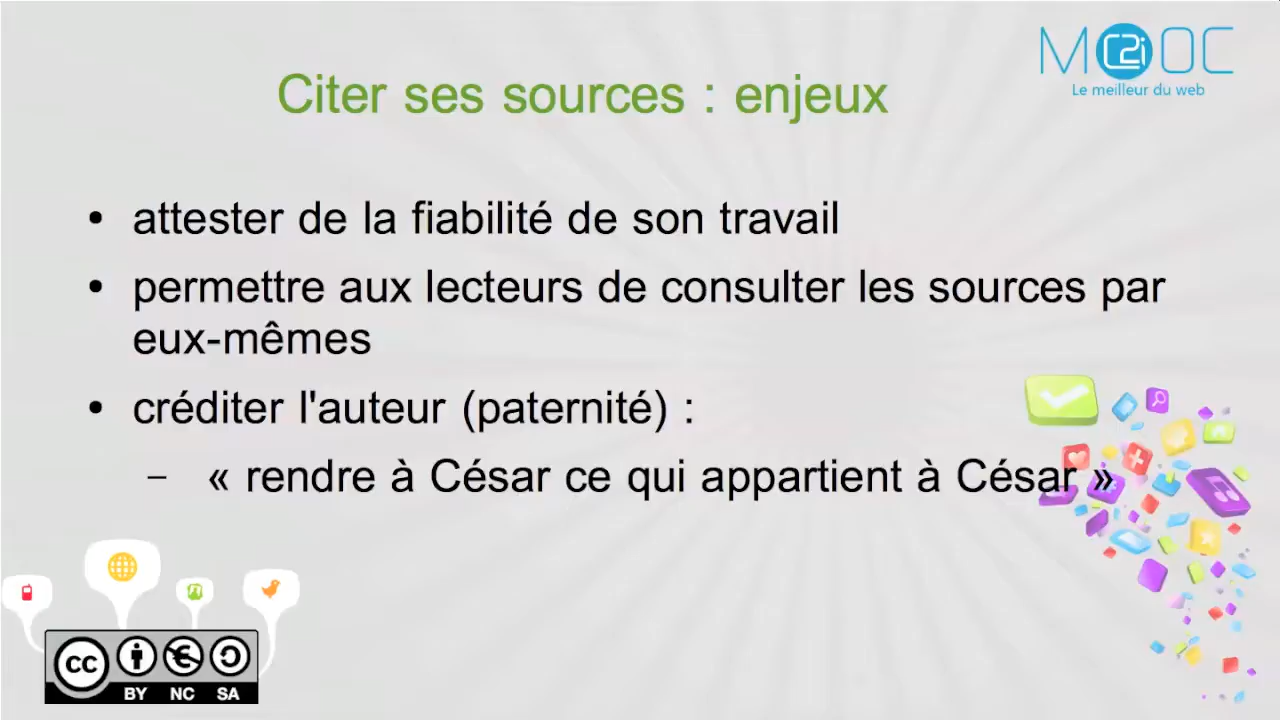 MC2iOOC
Le meilleur du web
Citer ses sources : enjeux
• attester de la fiabilité de son travail
• permettre aux lecteurs de consulter les sources par
eux-mêmes
• créditer l'auteur (paternité) :
– « rendre à César ce qui appartient à César »
cc
BY NC SA